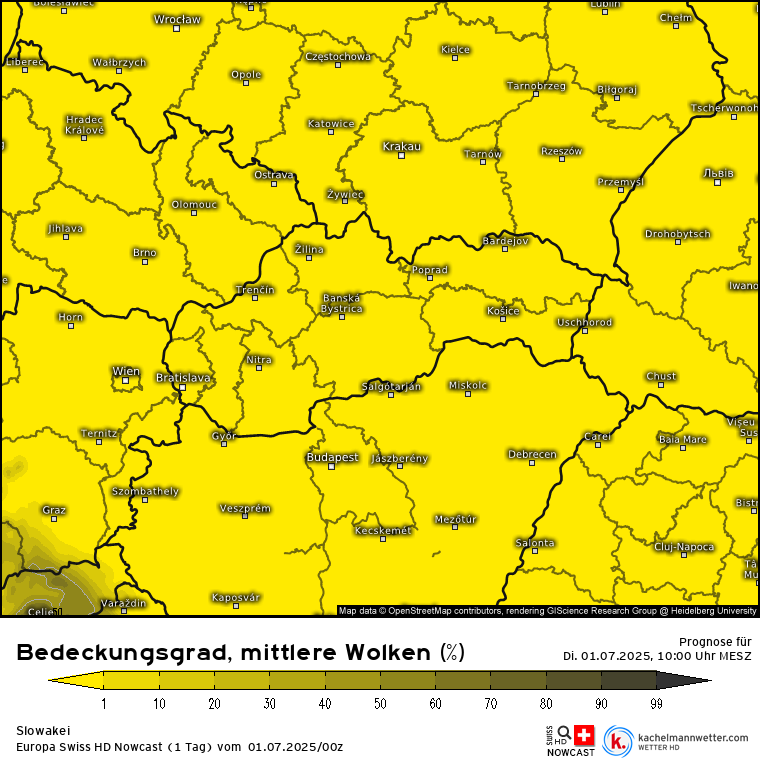 Bolesławiec
Wrocław
Lublin
Chełm
Kielce
Liberec
Wałbrzych
Częstochowa
Opole
Tarnobrzeg
Biłgoraj
Tscherwonoh
Hradec
Králové
Katowice
Krakau
Tarnów
Rzeszów
Ostrava
Przemyśl
Львів
Żywiec
Olomouc
Jihlava
Drohobytsch
Brno
Žilina
Bardejov
Poprad
Iwano
Trenčín
Banská
Bystrica
Horn
Košice
Uschhorod
Nitra
Wien
Bratislava
Salgótarján
Miskolc
Chust
Vișeu
Sus
Ternitz
Győr
Carei
Baia Mare
Budapest
Jászberény
Debrecen
Szombathely
Graz
Veszprém
Bistr
Kecskemét
Mezőtúr
Salonta
Cluj-Napoca
Tâ
Mu
Celje
50
Varaždin
Kaposvár
Map data © OpenStreetMap contributors, rendering GIScience Research Group @ Heidelberg University
Bedeckungsgrad, mittlere Wolken (%)
Prognose für
Di. 01.07.2025, 10:00 Uhr MESZ
1 10 20 30 40 50 60 70 80 90 99
Slowakei
Europa Swiss HD Nowcast (1 Tag) vom 01.07.2025/00z
SWISS
HD
NOWCAST
k.
kachelmannwetter.com
WETTER HD